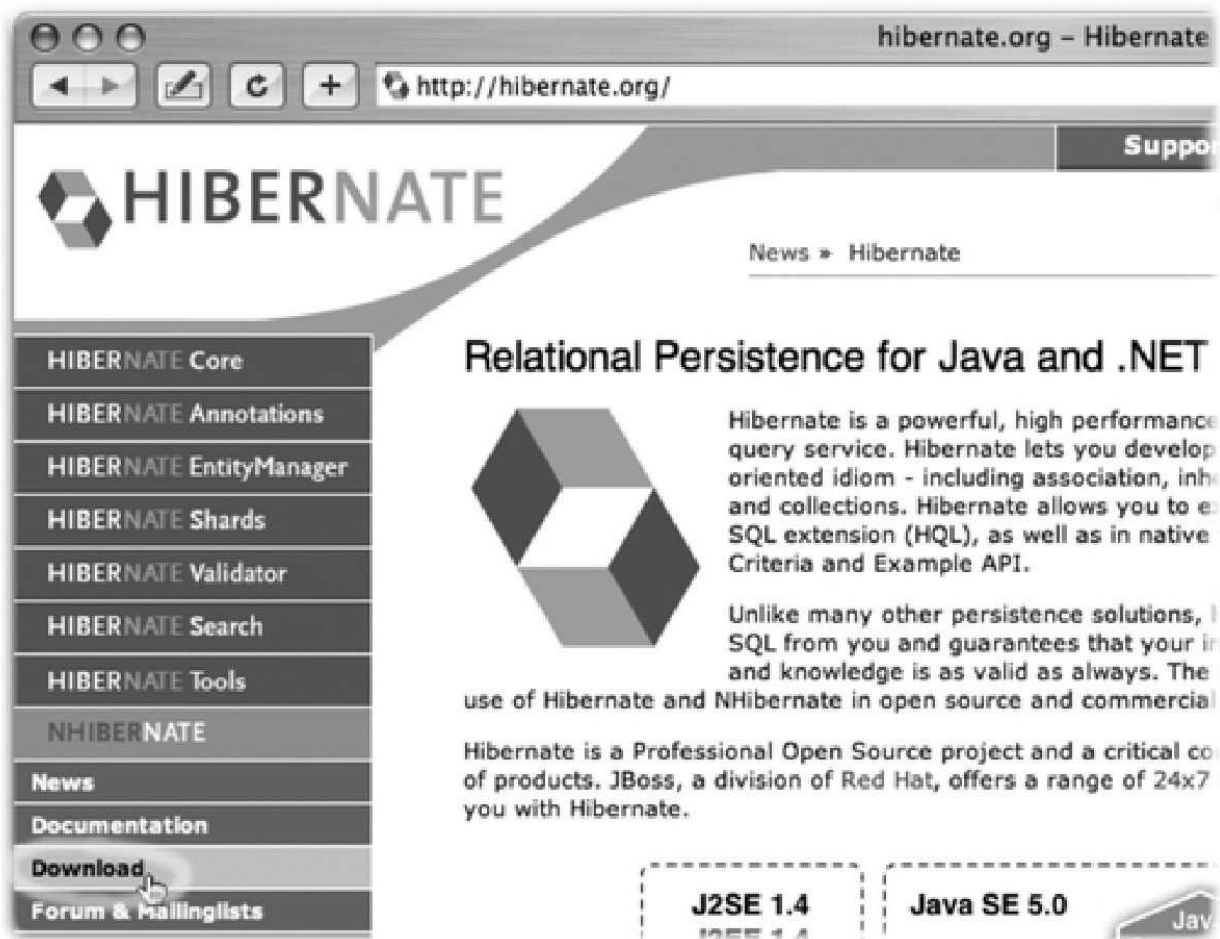 hibernate.org – Hibernate
http://hibernate.org/
Suppo
HIBERNATE
News » Hibernate
HIBERNATE Core
HIBERNATE Annotations
HIBERNATE EntityManager
HIBERNATE Shards
HIBERNATE Validator
HIBERNATE Search
HIBERNATE Tools
NHIBERNATE
News
Documentation
Download
Forum & Mailinglists
Relational Persistence for Java and .NET
Hibernate is a powerful, high performance
query service. Hibernate lets you develop
oriented idiom - including association, inh
and collections. Hibernate allows you to e
SQL extension (HQL), as well as in native
Criteria and Example API.
Unlike many other persistence solutions,
SQL from you and guarantees that your i
and knowledge is as valid as always. The
use of Hibernate and NHibernate in open source and commercial
Hibernate is a Professional Open Source project and a critical co
of products. JBoss, a division of Red Hat, offers a range of 24x7
you with Hibernate.
J2SE 1.4
Java SE 5.0
Jav
J2EE 1.4